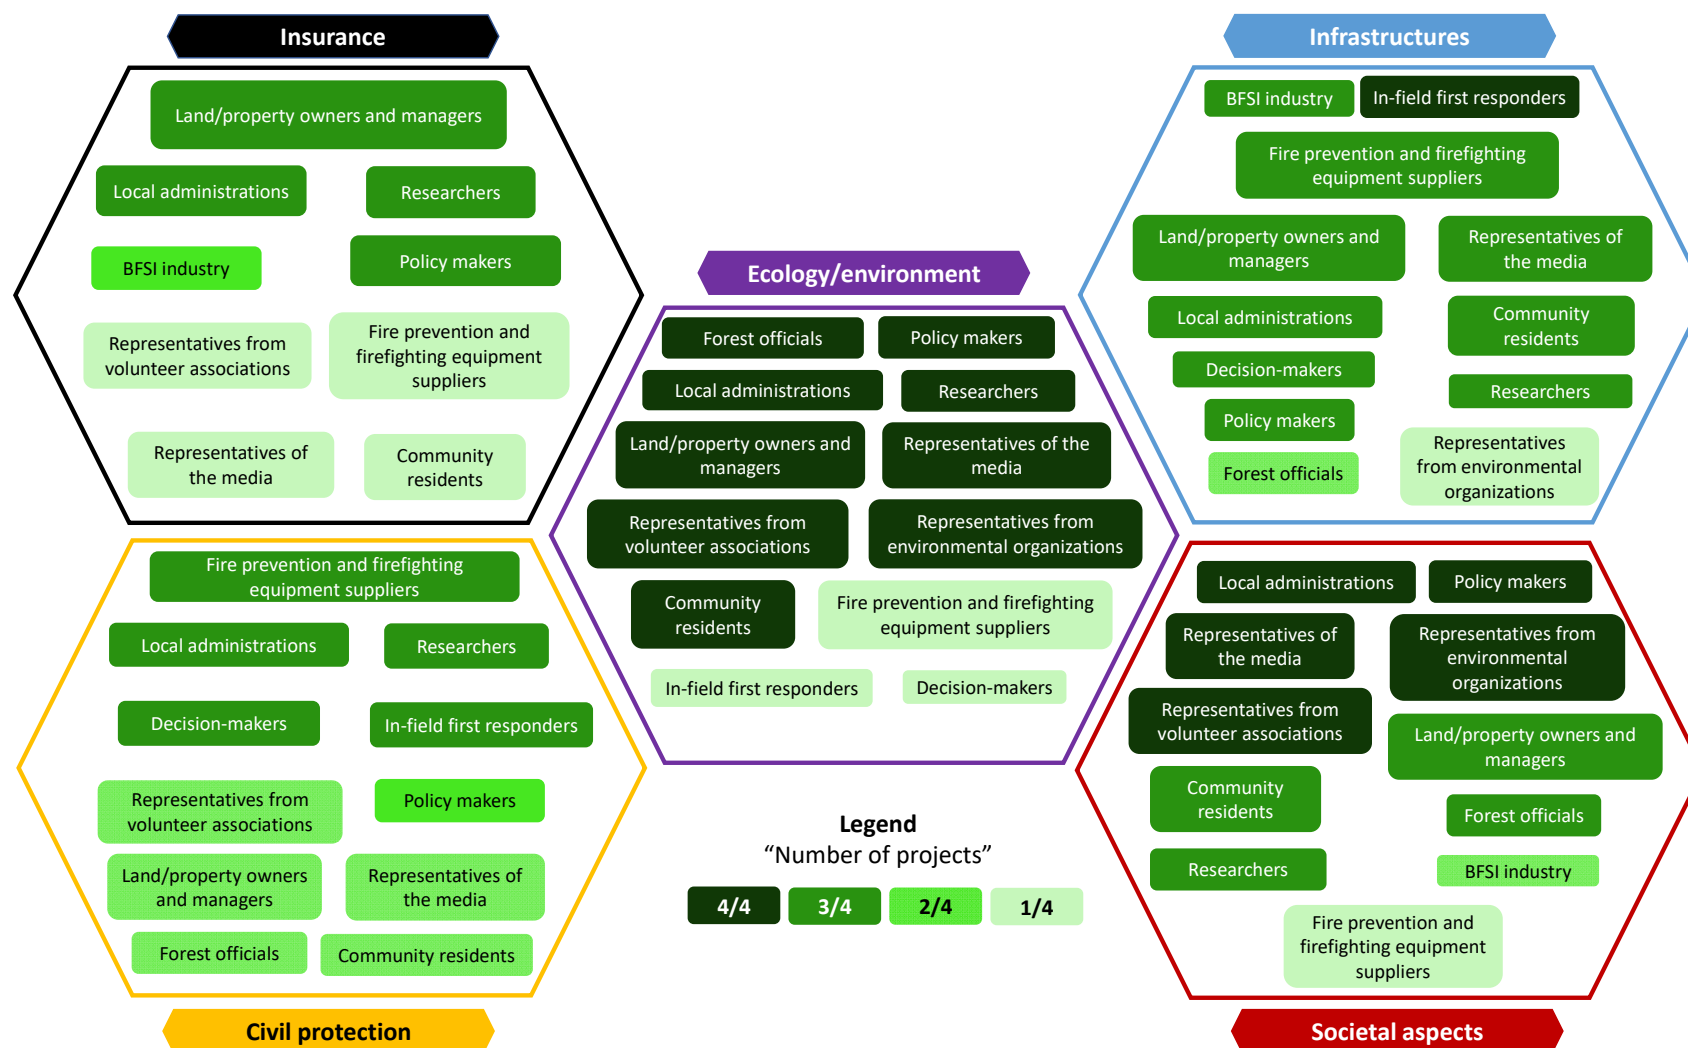 Insurance
Land/property owners and managers
Local administrations
Researchers
BFSI industry
Policy makers
Representatives from
volunteer associations
Fire prevention and
firefighting equipment
suppliers
Representatives of
the media
Community
residents
Infrastructures
BFSI industry
In-field first responders
Fire prevention and firefighting
equipment suppliers
Land/property owners and
managers
Representatives of
the media
Local administrations
Community
residents
Decision-makers
Researchers
Policy makers
Representatives
from environmental
organizations
Forest officials
Ecology/environment
Forest officials
Policy makers
Local administrations
Researchers
Land/property owners and
managers
Representatives of the
media
Representatives from
volunteer associations
Representatives from
environmental organizations
Community
residents
Fire prevention and firefighting
equipment suppliers
In-field first responders
Decision-makers
Fire prevention and firefighting
equipment suppliers
Local administrations
Researchers
Decision-makers
In-field first responders
Representatives from
volunteer associations
Policy makers
Land/property owners
and managers
Representatives of
the media
Forest officials
Community residents
Civil protection
Legend
“Number of projects”
4/4
3/4
2/4
1/4
Local administrations
Policy makers
Representatives of
the media
Representatives from
environmental
organizations
Representatives from
volunteer associations
Land/property owners and
managers
Community
residents
Forest officials
Researchers
BFSI industry
Fire prevention and
firefighting equipment
suppliers
Societal aspects